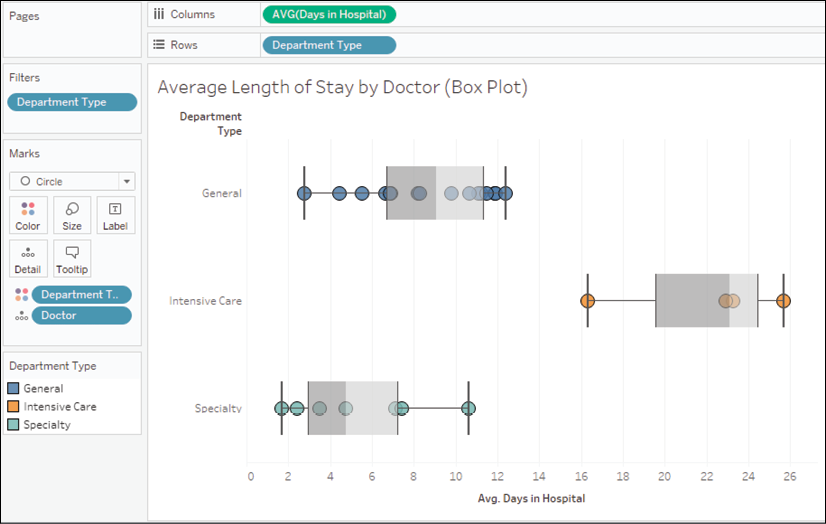 Pages
Columns
AVG(Days in Hospital)
Rows
Department Type
Filters
Department Type
Marks
Circle
Color
Size
Label
Detail
Tooltip
Department T..
Doctor
Department Type
General
Intensive Care
Specialty
Average Length of Stay by Doctor (Box Plot)
Department
Type
General
Intensive Care
Specialty
0 2 4 6 8 10 12 14 16 18 20 22 24 26
Avg. Days in Hospital